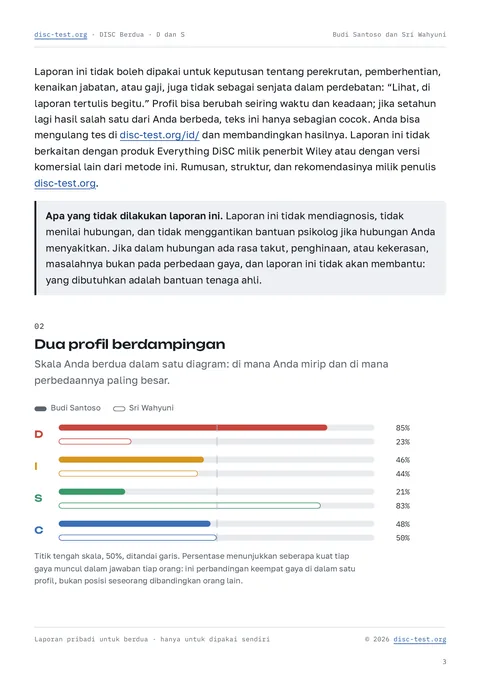 disc-test.org · DISC Berdua · D dan S
Budi Santoso dan Sri Wahyuni
Laporan ini tidak boleh dipakai untuk keputusan tentang perekrutan, pemberhentian,
kenaikan jabatan, atau gaji, juga tidak sebagai senjata dalam perdebatan: “Lihat, di
laporan tertulis begitu.” Profil bisa berubah seiring waktu dan keadaan; jika setahun
lagi hasil salah satu dari Anda berbeda, teks ini hanya sebagian cocok. Anda bisa
mengulang tes di disc-test.org/id/ dan membandingkan hasilnya. Laporan ini tidak
berkaitan dengan produk Everything DiSC milik penerbit Wiley atau dengan versi
komersial lain dari metode ini. Rumusan, struktur, dan rekomendasinya milik penulis
disc-test.org.
Apa yang tidak dilakukan laporan ini. Laporan ini tidak mendiagnosis, tidak
menilai hubungan, dan tidak menggantikan bantuan psikolog jika hubungan Anda
menyakitkan. Jika dalam hubungan ada rasa takut, penghinaan, atau kekerasan,
masalahnya bukan pada perbedaan gaya, dan laporan ini tidak akan membantu:
yang dibutuhkan adalah bantuan tenaga ahli.
02
Dua profil berdampingan
Skala Anda berdua dalam satu diagram: di mana Anda mirip dan di mana
perbedaannya paling besar.
Budi Santoso Sri Wahyuni
D 85%
23%
I 46%
44%
S 21%
83%
C 48%
50%
Titik tengah skala, 50%, ditandai garis. Persentase menunjukkan seberapa kuat tiap
gaya muncul dalam jawaban tiap orang: ini perbandingan keempat gaya di dalam satu
profil, bukan posisi seseorang dibandingkan orang lain.
Laporan pribadi untuk berdua · hanya untuk dipakai sendiri
© 2026 disc-test.org
3